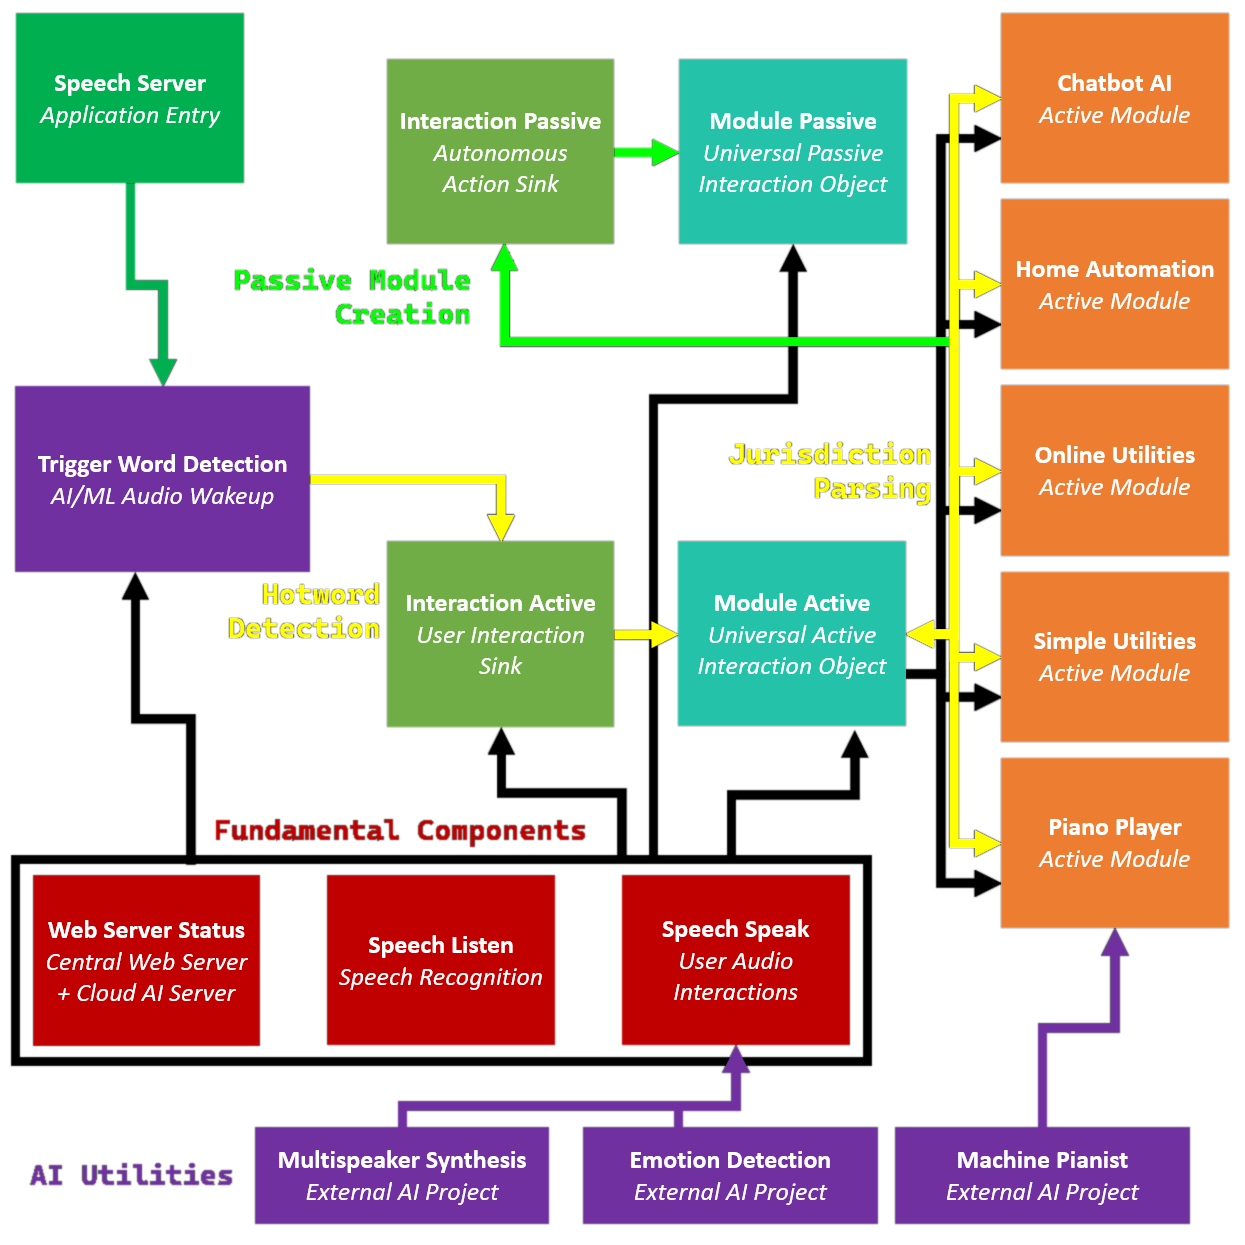 Speech Server
Application Entry
Interaction Passive
Autonomous
Action Sink
Module Passive
Universal Passive
Interaction Object
Chatbot AI
Active Module
Home Automation
Active Module
Passive Module
Creation
Trigger Word Detection
AI/ML Audio Wakeup
Jurisdiction
Parsing
Online Utilities
Active Module
Hotword
Detection
Interaction Active
User Interaction
Sink
Module Active
Universal Active
Interaction Object
Simple Utilities
Active Module
Piano Player
Active Module
Fundamental Components
Web Server Status
Central Web Server
+ Cloud AI Server
Speech Listen
Speech Recognition
Speech Speak
User Audio
Interactions
AI Utilities
Multispeaker Synthesis
External AI Project
Emotion Detection
External AI Project
Machine Pianist
External AI Project